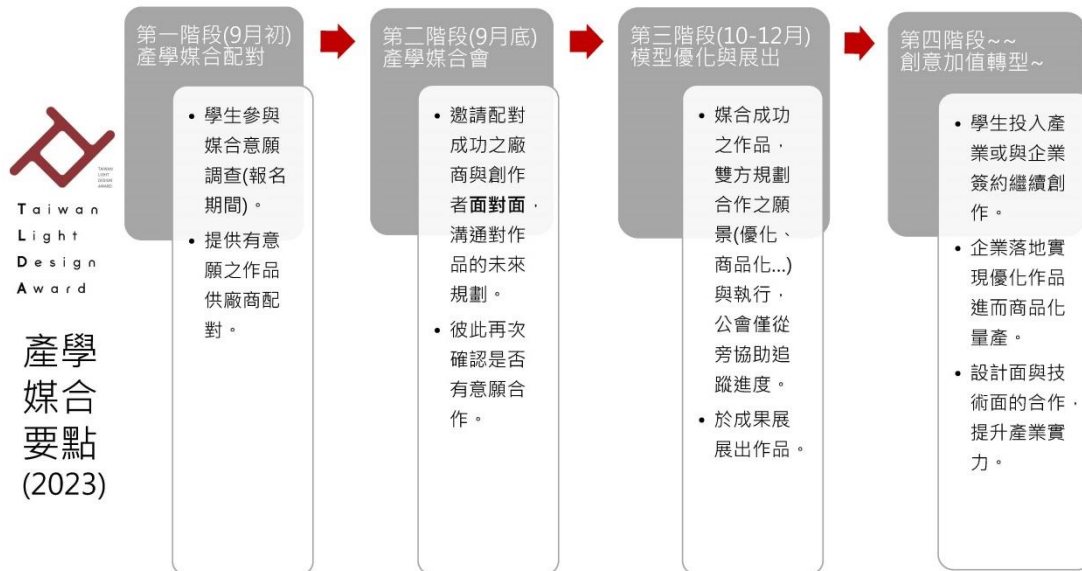 TAIWAN
LIGHT
DESIGN
AWARD
Taiwan
Light
Design
Award
產學
媒合
要點
(2023)
第一階段(9月初)
產學媒合配對
• 學生參與
媒合意願
調查(報名
期間)。
• 提供有意
願之作品
供廠商配
對。
第二階段(9月底)
產學媒合會
• 邀請配對
成功之廠
商與創作
者面對面，
溝通對作
品的未來
規劃。
• 彼此再次
確認是否
有意願合
作。
第三階段(10-12月)
模型優化與展出
• 媒合成功
之作品，
雙方規劃
合作之願
景(優化、
商品化...)
與執行，
公會僅從
旁協助追
蹤進度。
• 於成果展
展出作品。
第四階段~~
創意加值轉型~
• 學生投入產
業或與企業
簽約繼續創
作。
• 企業落地實
現優化作品
進而商品化
量產。
• 設計面與技
術面的合作，
提升產業實
力。